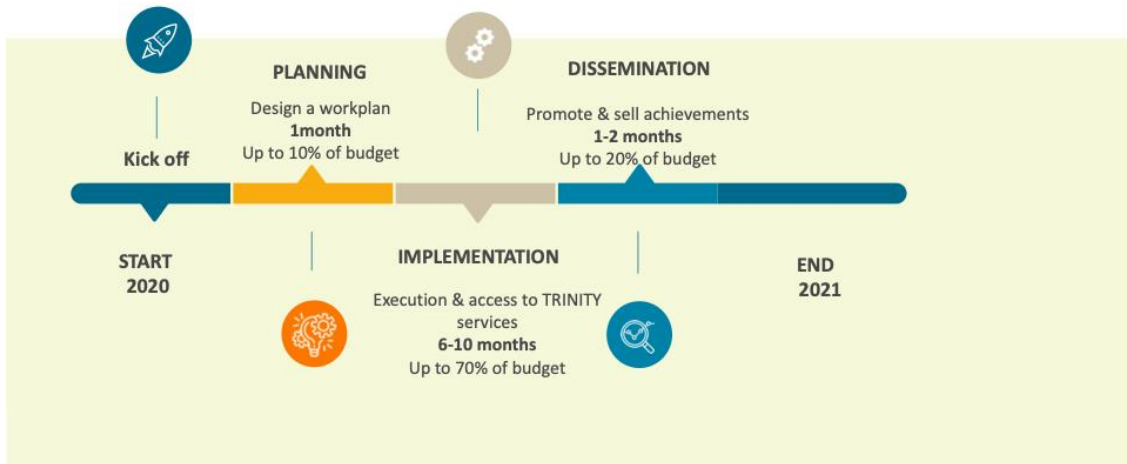 Kick off
START
2020
PLANNING
Design a workplan
1month
Up to 10% of budget
IMPLEMENTATION
Execution & access to TRINITY
services
6-10 months
Up to 70% of budget
DISSEMINATION
Promote & sell achievements
1-2 months
Up to 20% of budget
END
2021